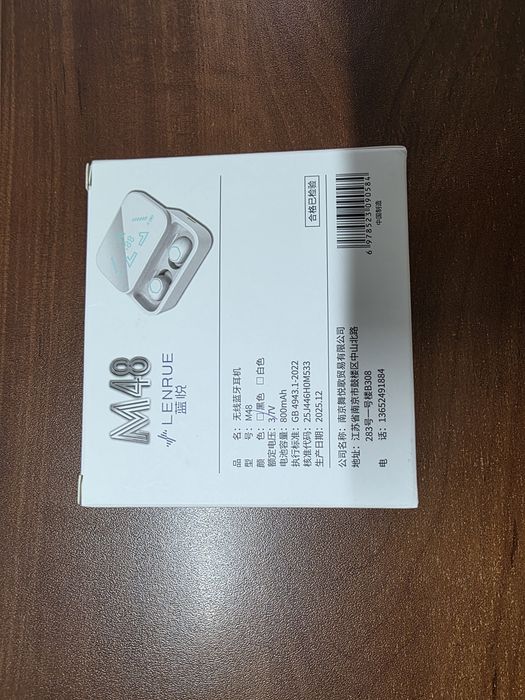 M48
LENRUE
蓝悦
品 名：无线蓝牙耳机
型 号：M48
颜 色：□黑色 □白色
额定电压：3.7V
电池容量：800mAh
执行标准：GB 4943.1-2022
核准代码：25J446H0M533
生产日期：2025.12
合格已检验
公司名称：南京舞悦歌贸易有限公司
地址：江苏省南京市鼓楼区中山北路
283号一号楼B308
电 话：13652491884
6 978523 090584
中国制造